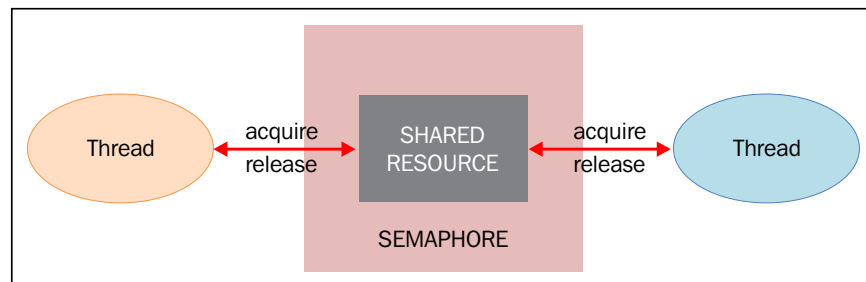 Thread
acquire
release
SHARED
RESOURCE
acquire
release
Thread
SEMAPHORE